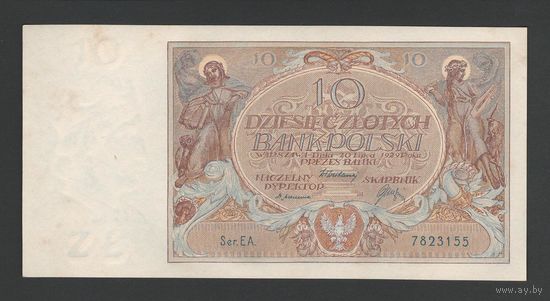 10 10
10
DZIESIĘĆ ZŁOTYCH
BANK POLSKI
WARSZAWA - Dnia 20 Lipca 1929 Roku
PREZES BANKU
NACZELNY DYREKTOR
SKARBNIK
Ser. EA. 7823155
www.ay.by